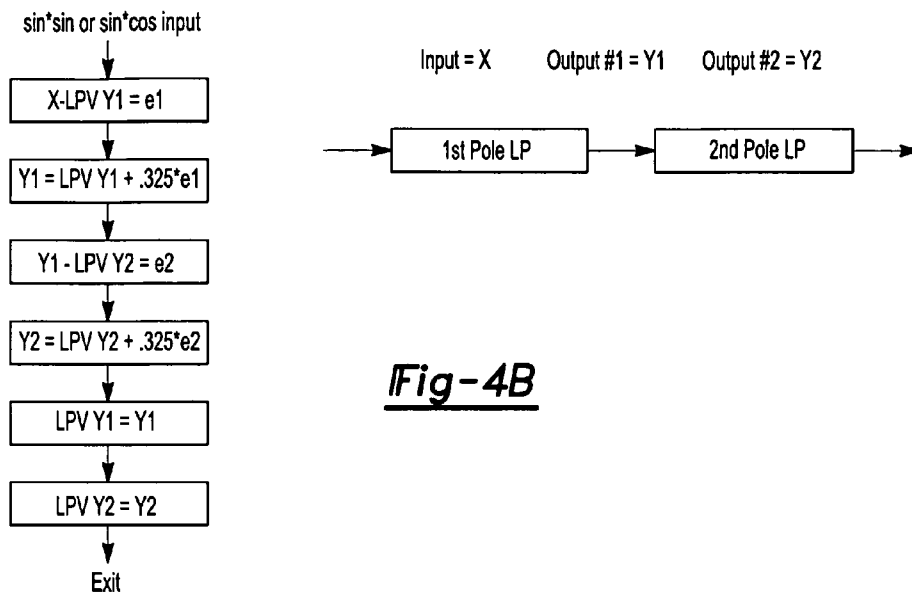 sin*sin or sin*cos input
X-LPV Y1 = e1
Y1 = LPV Y1 + .325*e1
Y1 - LPV Y2 = e2
Y2 = LPV Y2 + .325*e2
LPV Y1 = Y1
LPV Y2 = Y2
Exit
Input = X Output #1 = Y1 Output #2 = Y2
1st Pole LP
2nd Pole LP
Fig-4B